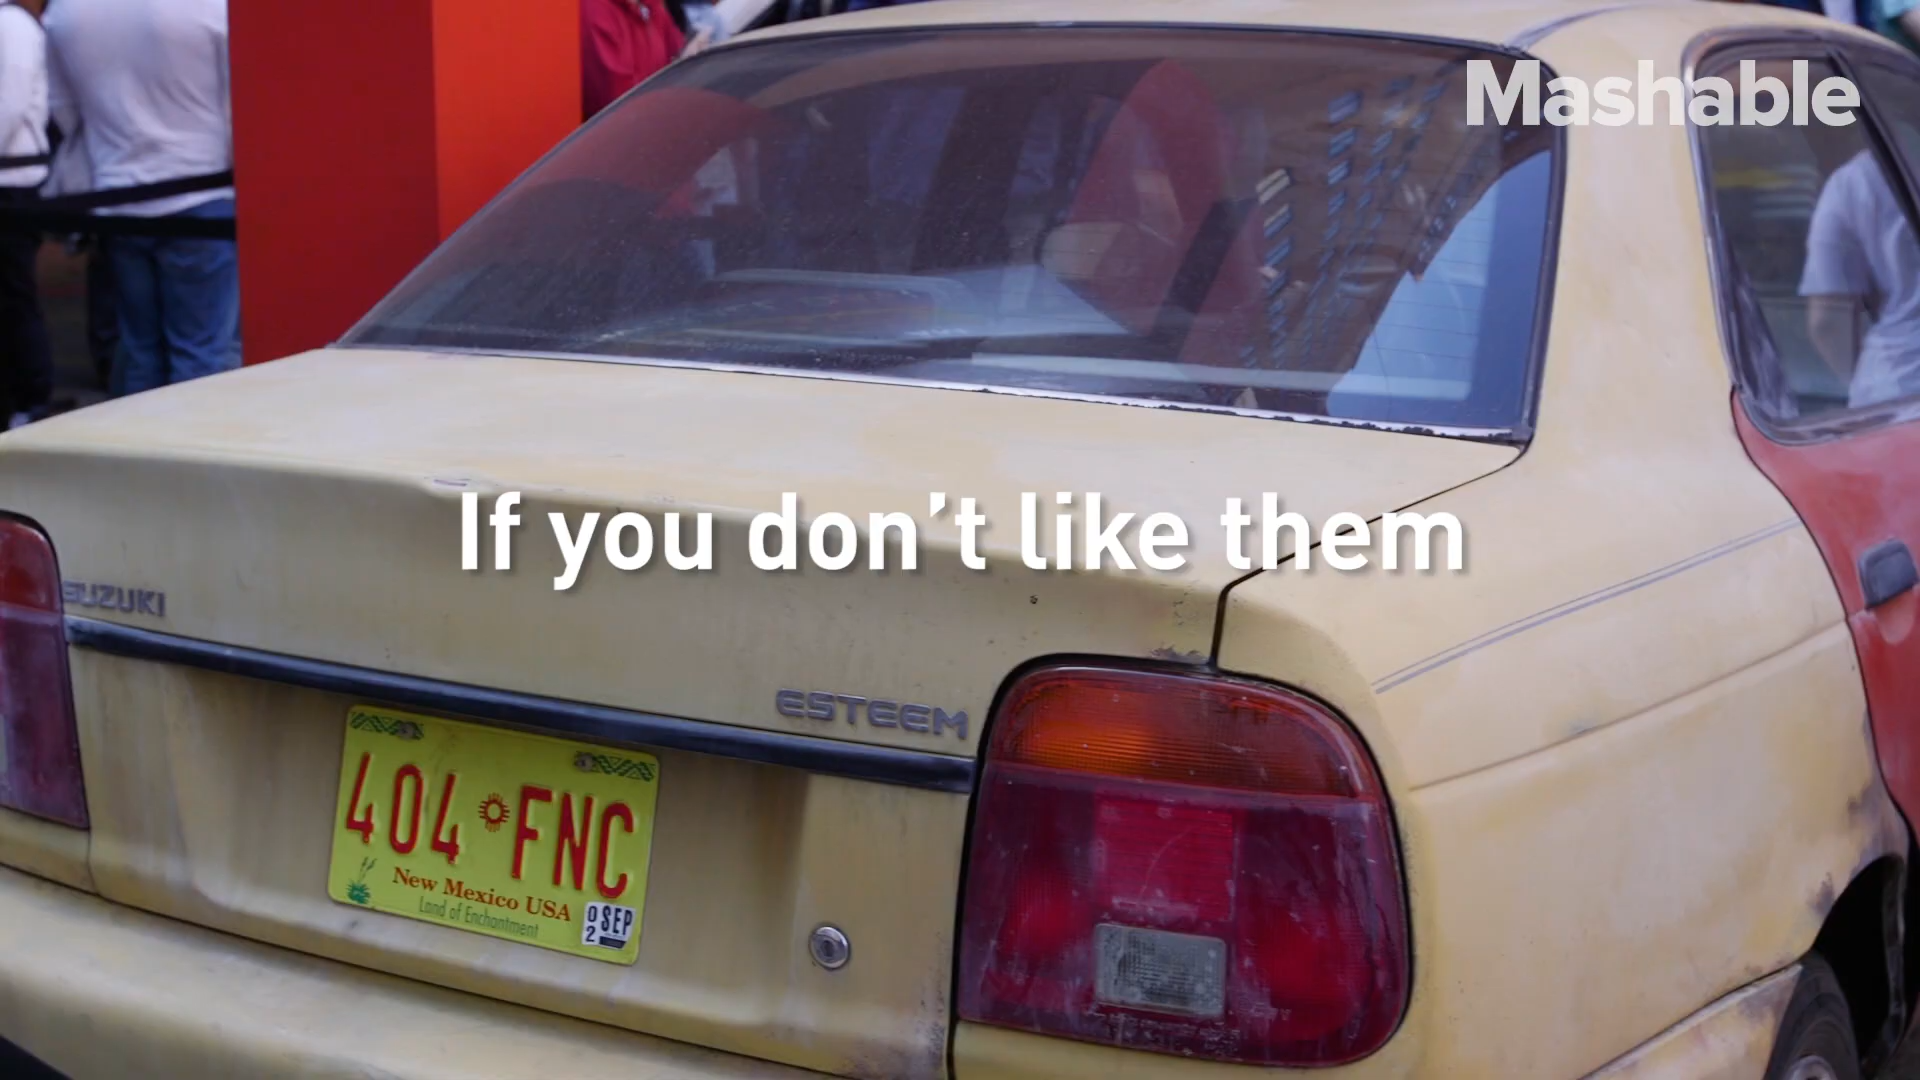 Mashable
If you don't like them
SUZUKI
ESTEEM
404 FNC
New Mexico USA
Land of Enchantment
02 SEP